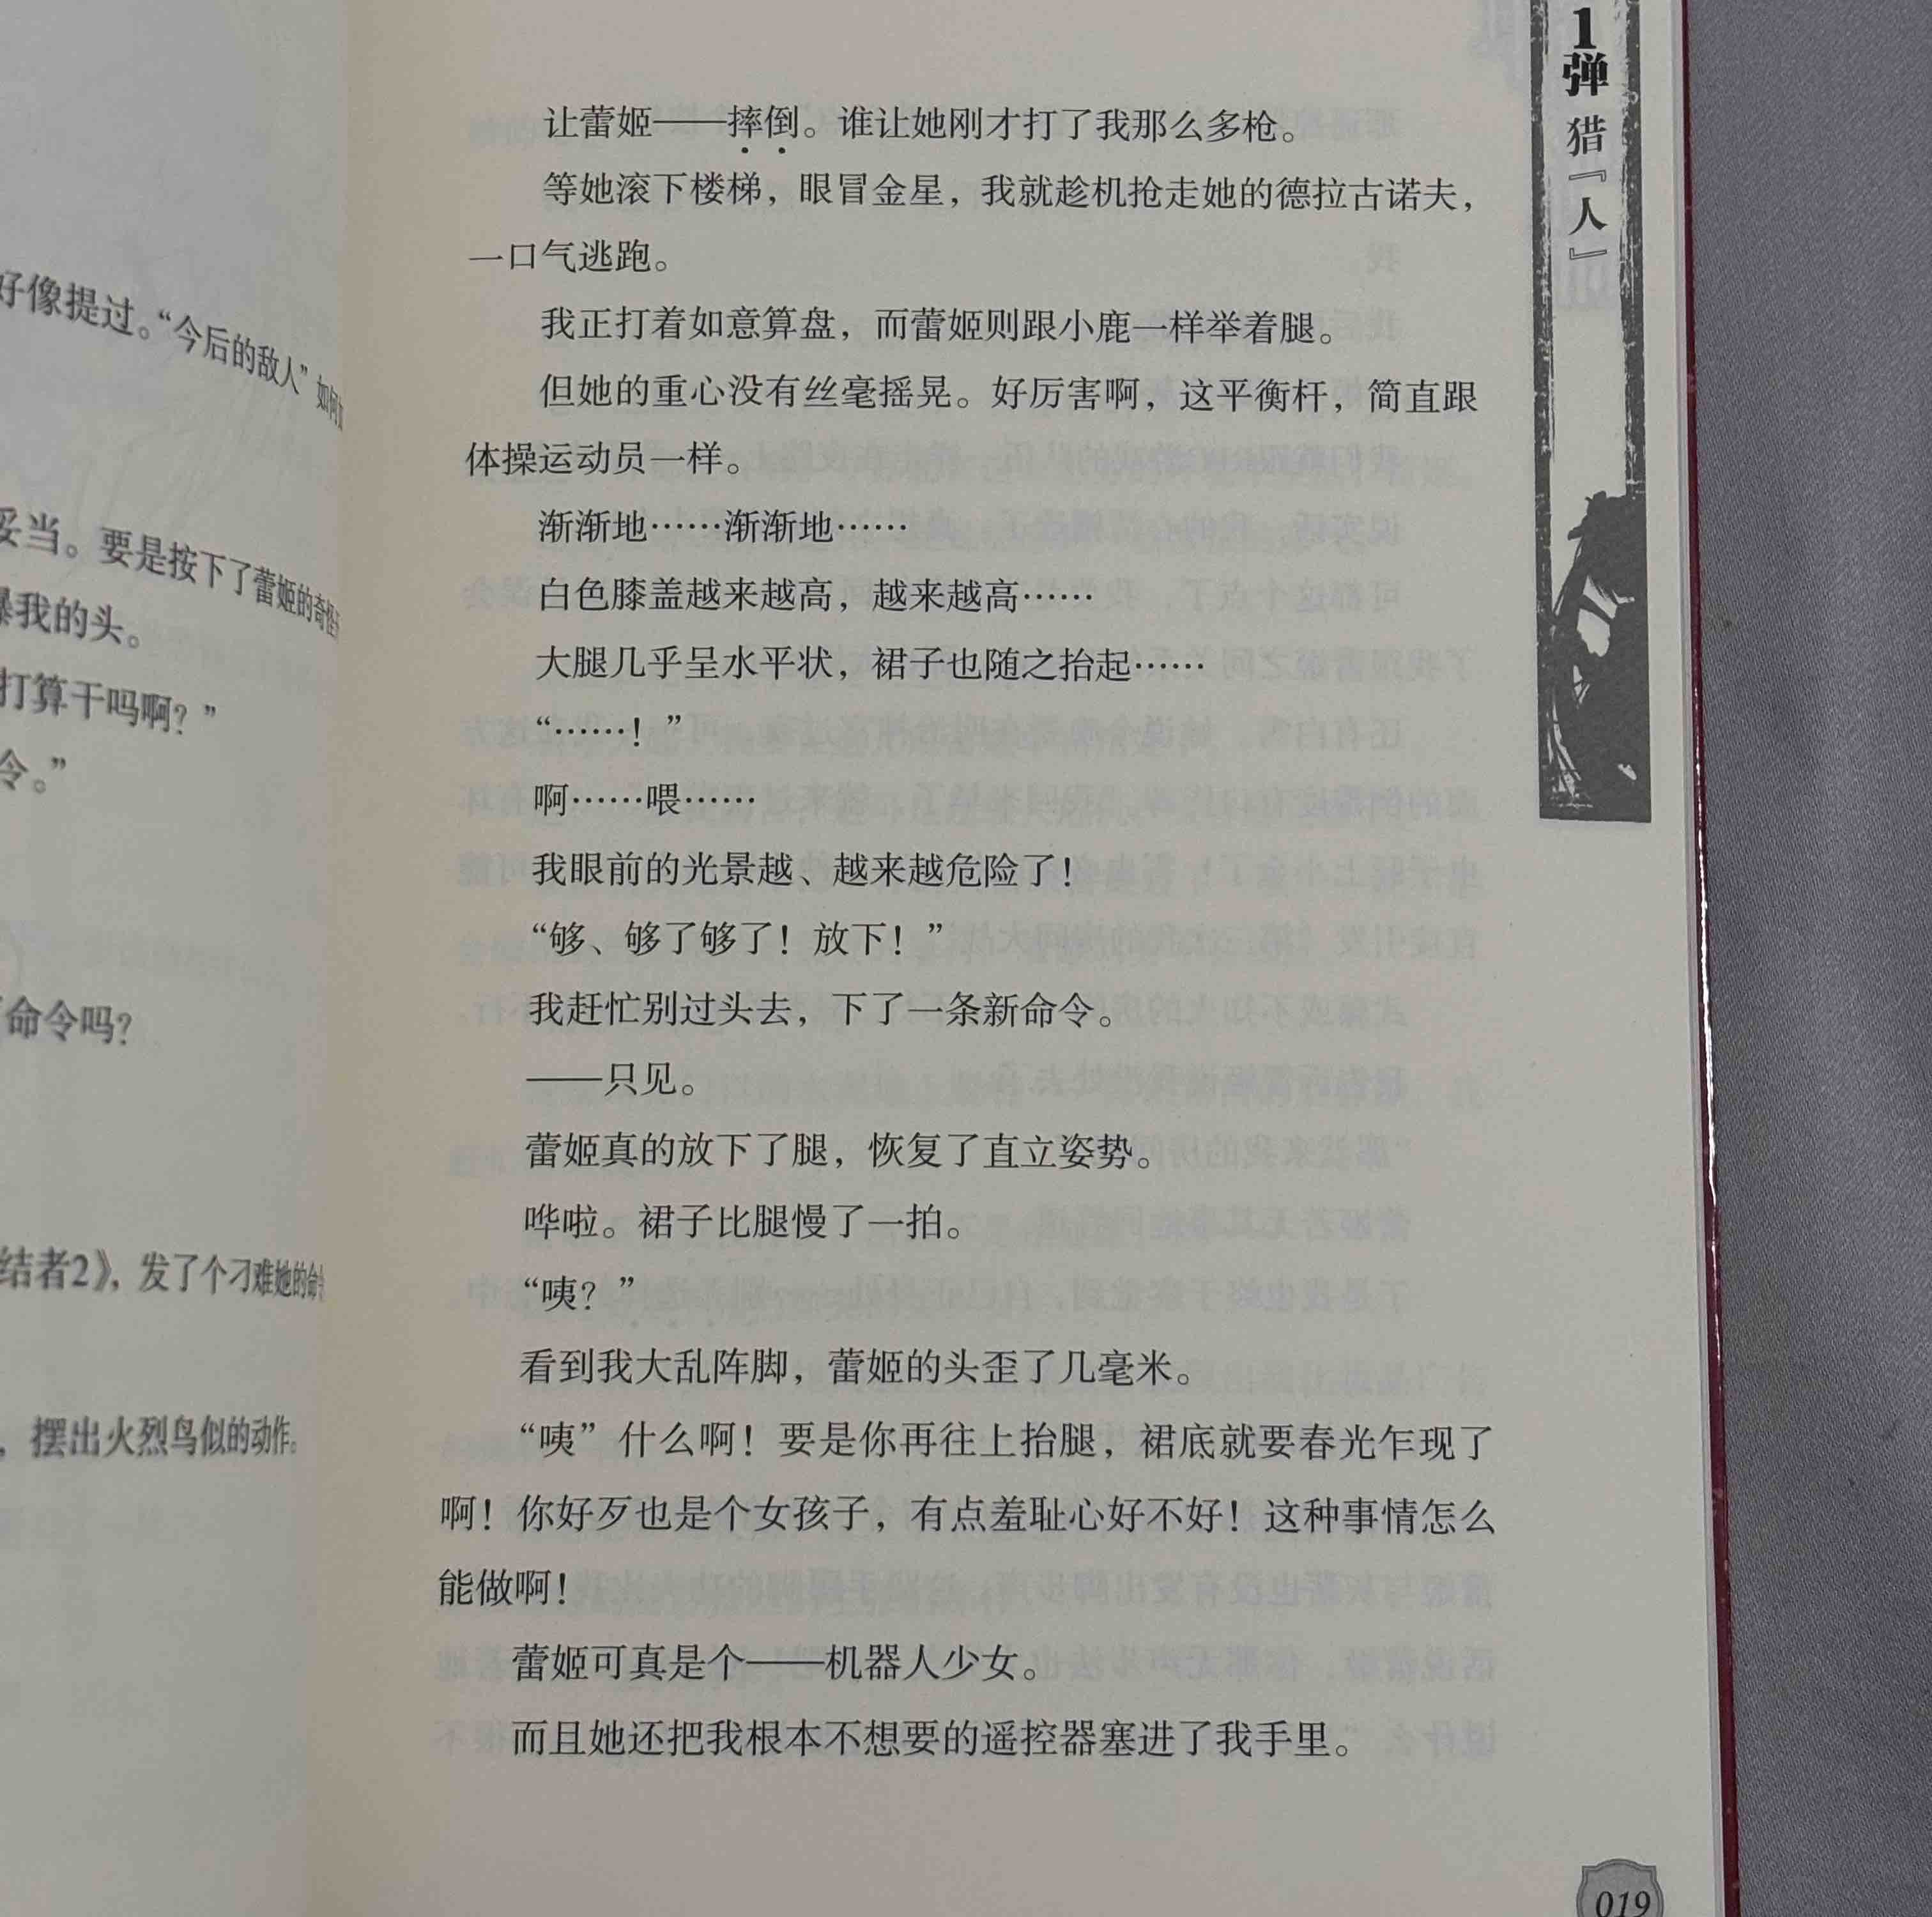 好像提过。“今后的敌人”如何
妥当。要是按下了蕾姬的奇怪
爆我的头。
打算干吗啊？”
令。”
命令吗？
结者2》，发了个刁难她的命
，摆出火烈鸟似的动作。
让蕾姬——摔倒。谁让她刚才打了我那么多枪。
等她滚下楼梯，眼冒金星，我就趁机抢走她的德拉古诺夫，
一口气逃跑。
我正打着如意算盘，而蕾姬则跟小鹿一样举着腿。
但她的重心没有丝毫摇晃。好厉害啊，这平衡杆，简直跟
体操运动员一样。
渐渐地……渐渐地……
白色膝盖越来越高，越来越高……
大腿几乎呈水平状，裙子也随之抬起……
“……！”
啊……喂……
我眼前的光景越、越来越危险了！
“够、够了够了！放下！”
我赶忙别过头去，下了一条新命令。
——只见。
蕾姬真的放下了腿，恢复了直立姿势。
哗啦。裙子比腿慢了一拍。
“咦？”
看到我大乱阵脚，蕾姬的头歪了几毫米。
“咦”什么啊！要是你再往上抬腿，裙底就要春光乍现了
啊！你好歹也是个女孩子，有点羞耻心好不好！这种事情怎么
能做啊！
蕾姬可真是个——机器人少女。
而且她还把我根本不想要的遥控器塞进了我手里。
1弹 猎『人』
019